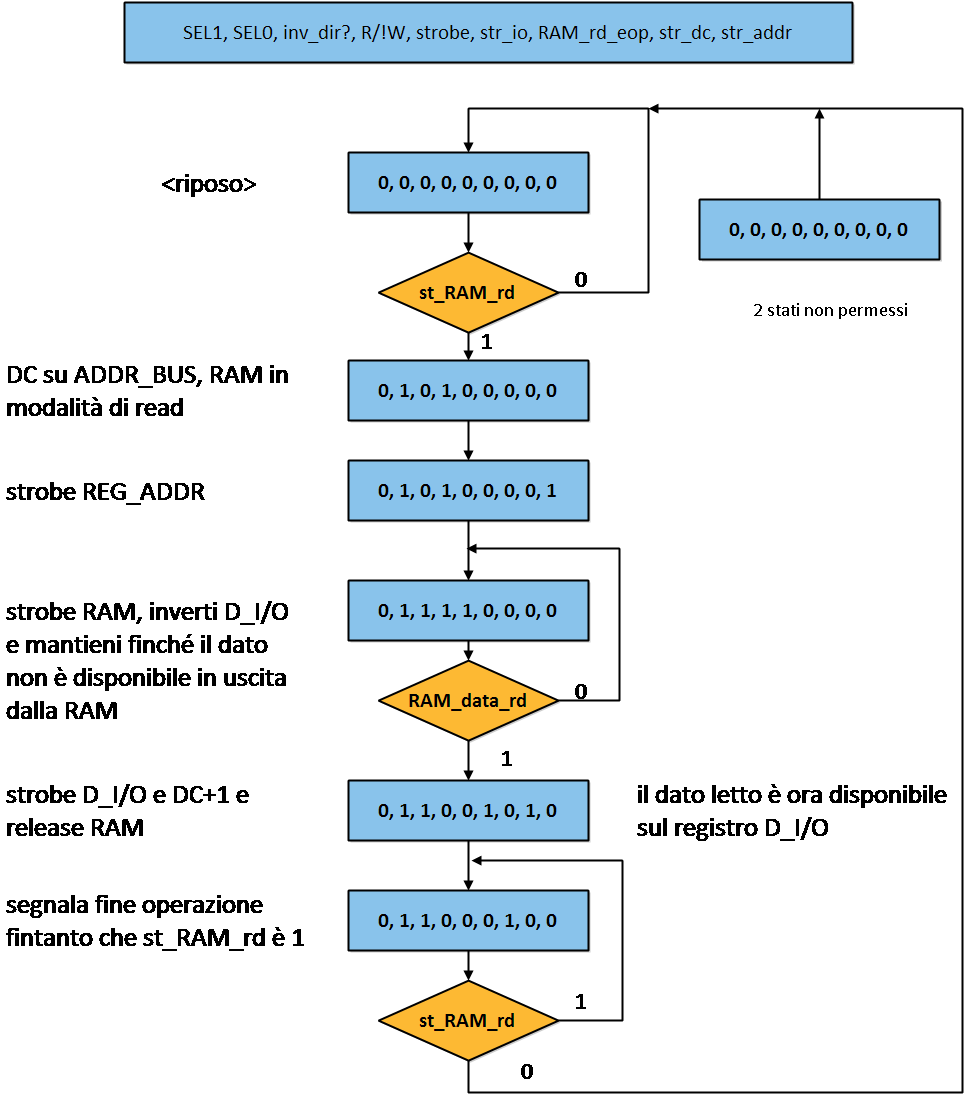 SEL1, SEL0, inv_dir?, R/!W, strobe, str_io, RAM_rd_eop, str_dc, str_addr
<riposo>
0, 0, 0, 0, 0, 0, 0, 0, 0
0, 0, 0, 0, 0, 0, 0, 0, 0
st_RAM_rd
0
2 stati non permessi
1
DC su ADDR_BUS, RAM in
modalità di read
0, 1, 0, 1, 0, 0, 0, 0, 0
strobe REG_ADDR
0, 1, 0, 1, 0, 0, 0, 0, 1
strobe RAM, inverti D_I/O
e mantieni finché il dato
non è disponibile in uscita
dalla RAM
0, 1, 1, 1, 1, 0, 0, 0, 0
RAM_data_rd
0
1
strobe D_I/O e DC+1 e
release RAM
0, 1, 1, 0, 0, 1, 0, 1, 0
il dato letto è ora disponibile
sul registro D_I/O
segnala fine operazione
fintanto che st_RAM_rd è 1
0, 1, 1, 0, 0, 0, 1, 0, 0
st_RAM_rd
1
0